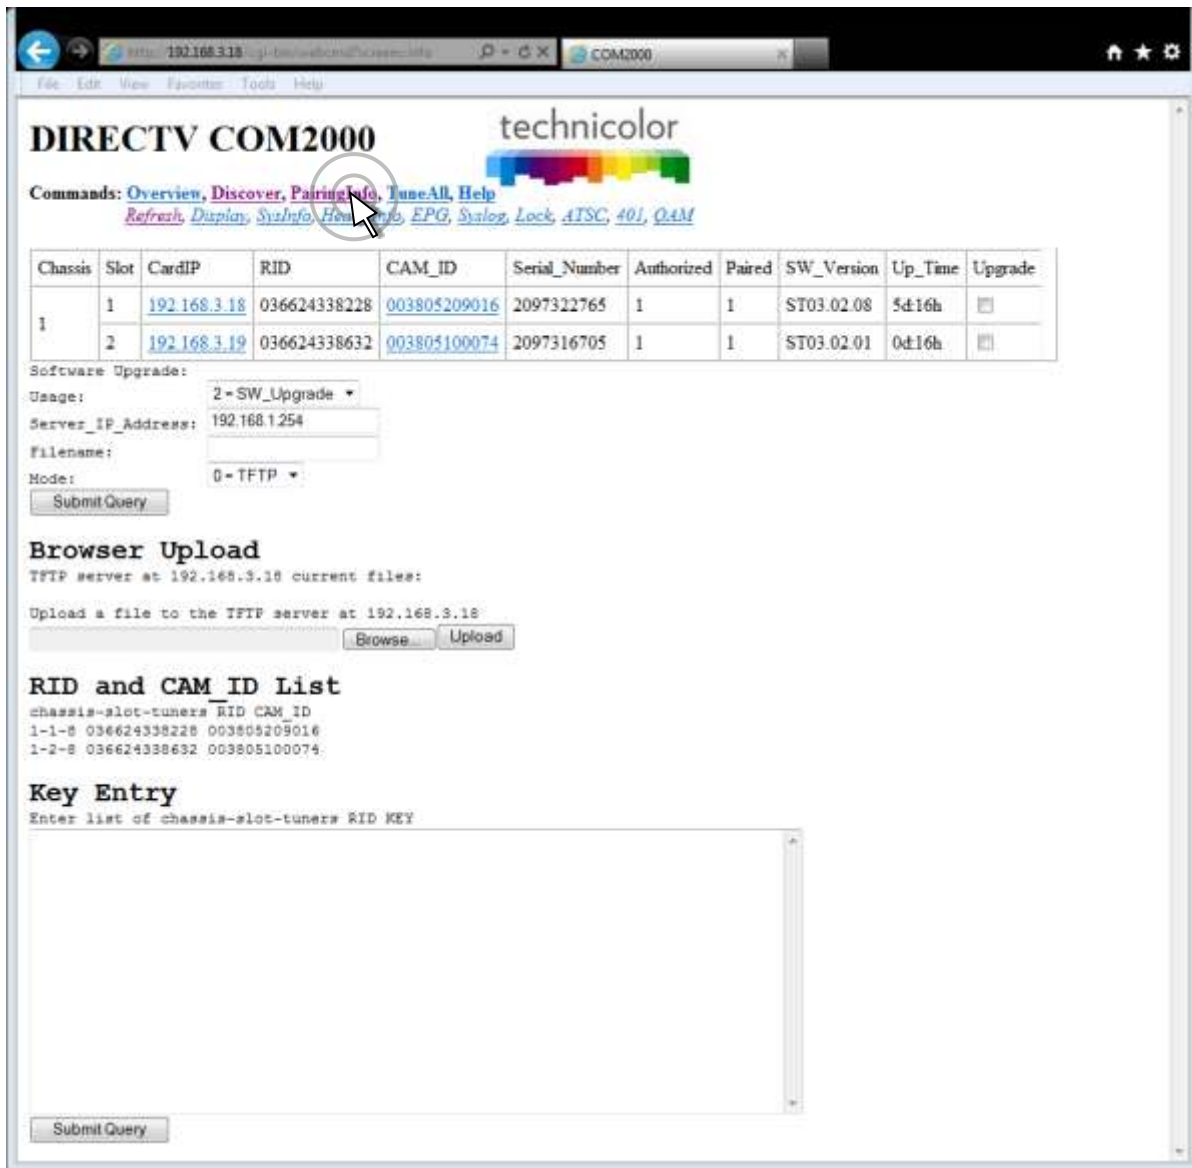 192.168.3.18
COM2000
File Edit View Favorites Tools Help
DIRECTV COM2000
technicolor
Commands: Overview, Discover, PairingInfo, TuneAll, Help
Refresh, Display, SysInfo, EPG, Syslog, Lock, ATSC, 401, QAM
Chassis Slot CardIP RID CAM_ID Serial_Number Authorized Paired SW_Version Up_Time Upgrade
1 1 192.168.3.18 036624338228 003805209016 2097322765 1 1 ST03.02.08 5d:16h
2 192.168.3.19 036624338632 003805100074 2097316705 1 1 ST03.02.01 0d:16h
Software Upgrade:
Usage: 2 = SW_Upgrade
Server_IP_Address: 192.168.1.254
Filename:
Mode: 0 = TFTP
Submit Query
Browser Upload
TFTP server at 192.168.3.18 current files:
Upload a file to the TFTP server at 192.168.3.18
Browse... Upload
RID and CAM_ID List
chassis-slot-tuners RID CAM_ID
1-1-8 036624338228 003805209016
1-2-8 036624338632 003805100074
Key Entry
Enter list of chassis-slot-tuners RID KEY
Submit Query